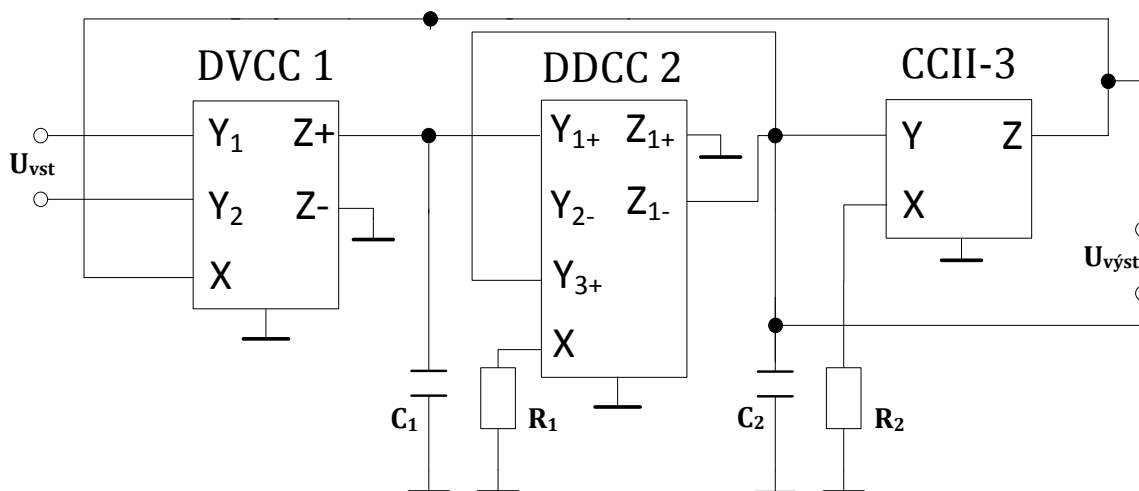 DVCC 1
DDCC 2
CCII-3
Uvst
Y1
Y2
X
Z+
Z-
Y1+
Y2-
Y3+
X
Z1+
Z1-
Y
X
Z
Uvýst
C1
R1
C2
R2